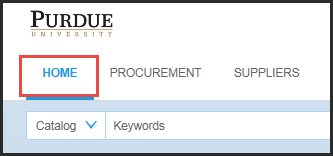 PURDUE
UNIVERSITY
HOME PROCUREMENT SUPPLIERS
Catalog Keywords